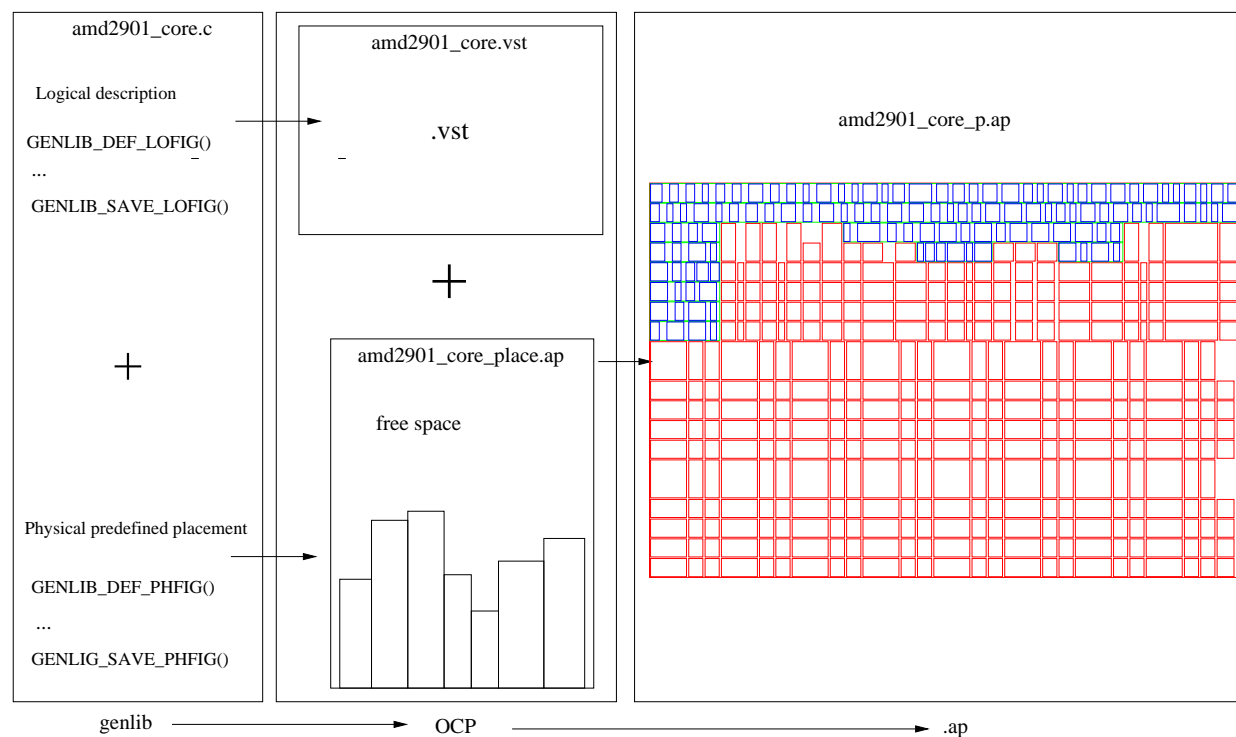 amd2901_core.c
Logical description
GENLIB_DEF_LOFIG()
...
GENLIB_SAVE_LOFIG()
+
Physical predefined placement
GENLIB_DEF_PHFIG()
...
GENLIG_SAVE_PHFIG()
amd2901_core.vst
.vst
+
amd2901_core_place.ap
free space
amd2901_core_p.ap
genlib
OCP
.ap